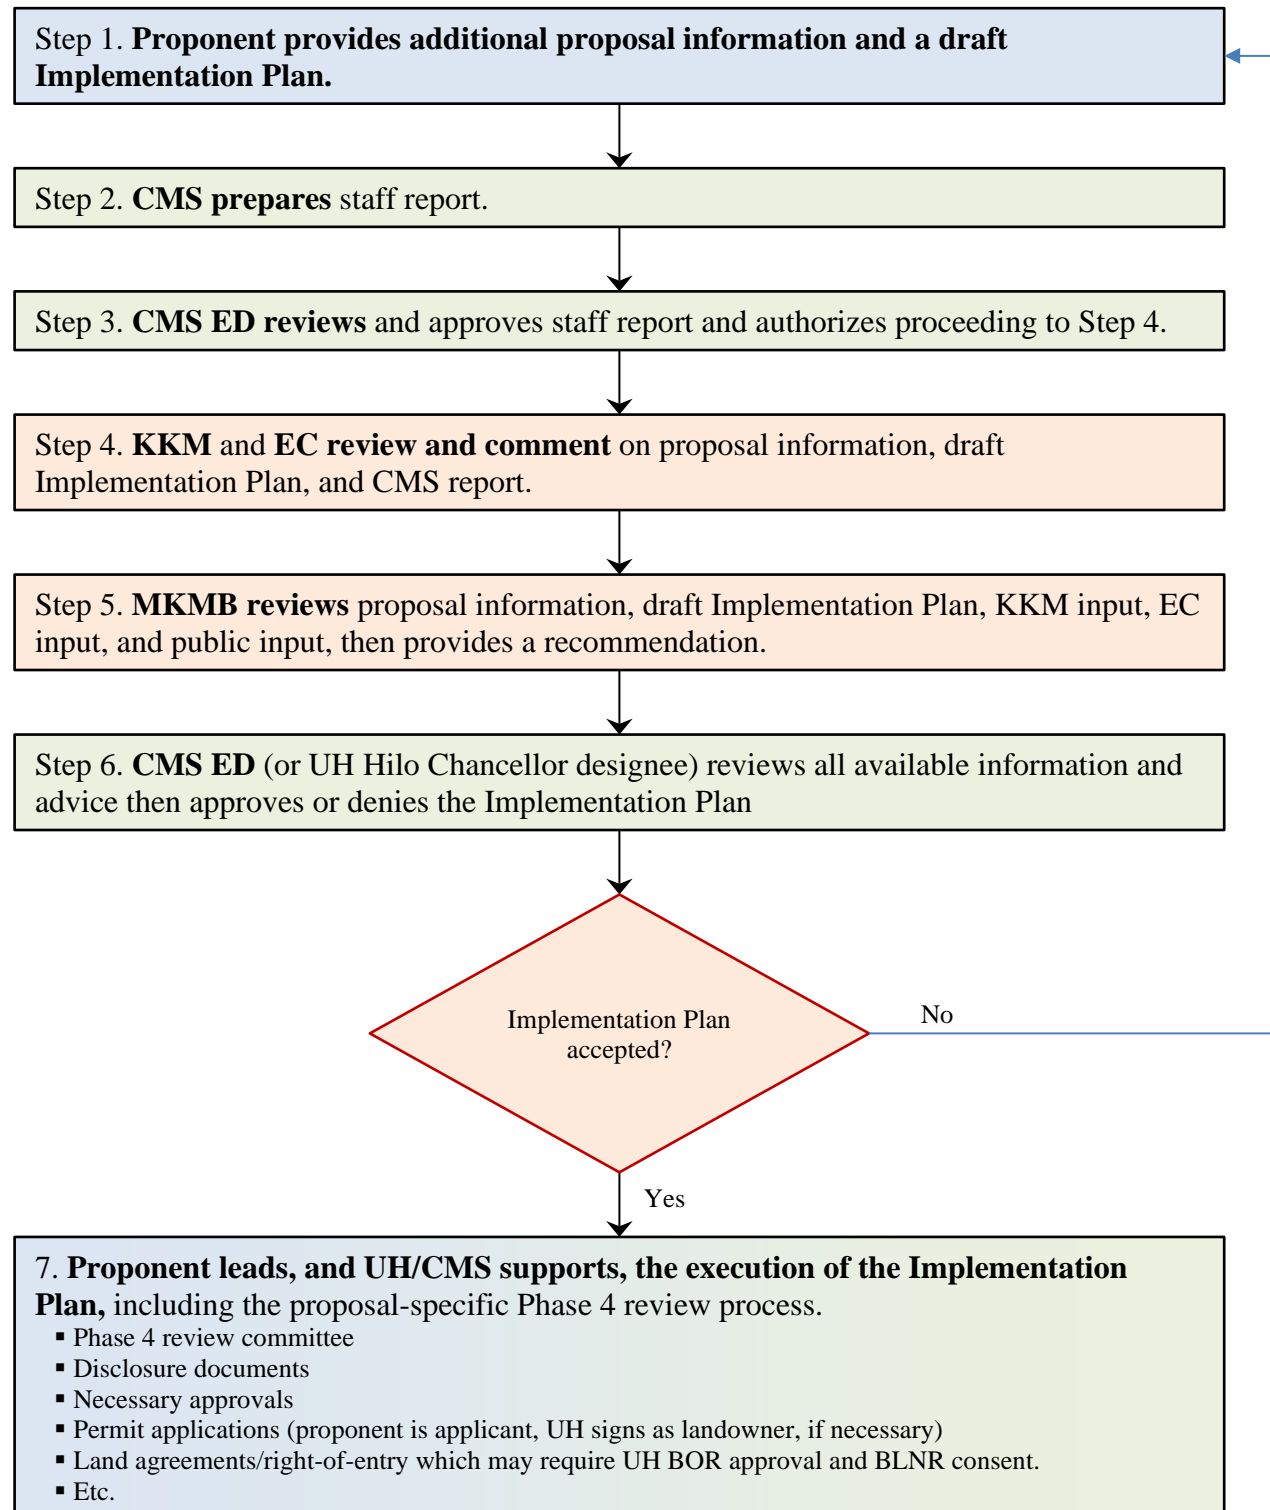 Step 1. Proponent provides additional proposal information and a draft
Implementation Plan.
Step 2. CMS prepares staff report.
Step 3. CMS ED reviews and approves staff report and authorizes proceeding to Step 4.
Step 4. KKM and EC review and comment on proposal information, draft
Implementation Plan, and CMS report.
Step 5. MKMB reviews proposal information, draft Implementation Plan, KKM input, EC
input, and public input, then provides a recommendation.
Step 6. CMS ED (or UH Hilo Chancellor designee) reviews all available information and
advice then approves or denies the Implementation Plan
Implementation Plan
accepted?
No
Yes
7. Proponent leads, and UH/CMS supports, the execution of the Implementation
Plan, including the proposal-specific Phase 4 review process.
▪ Phase 4 review committee
▪ Disclosure documents
▪ Necessary approvals
▪ Permit applications (proponent is applicant, UH signs as landowner, if necessary)
▪ Land agreements/right-of-entry which may require UH BOR approval and BLNR consent.
▪ Etc.